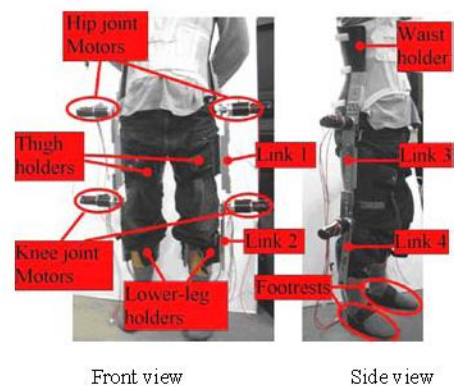 Hip joint
Motors
Waist
holder
Thigh
holders
Link 1
Link 3
Knee joint
Motors
Link 2
Link 4
Lower-leg
holders
Footrests
Front view
Side view